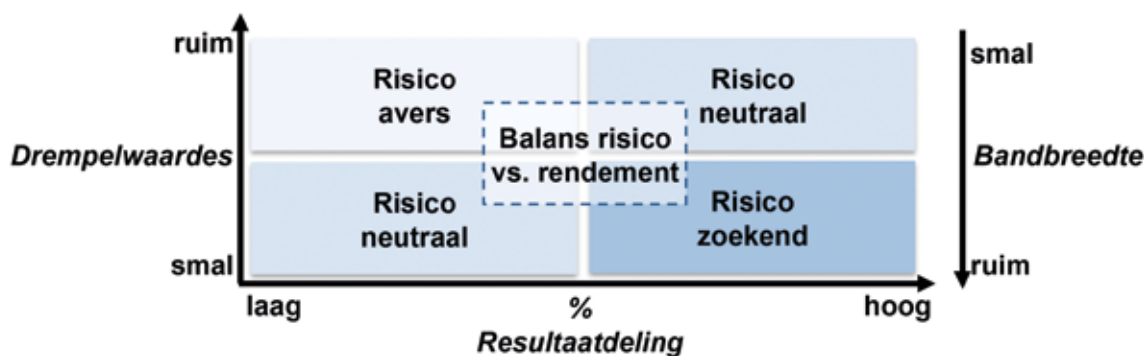 ruim
Risico
avers
Risico
neutraal
smal
Drempelwaardes
Balans risico
vs. rendement
Bandbreedte
Risico
neutraal
Risico
zoekend
smal
ruim
laag
%
hoog
Resultaatdeling